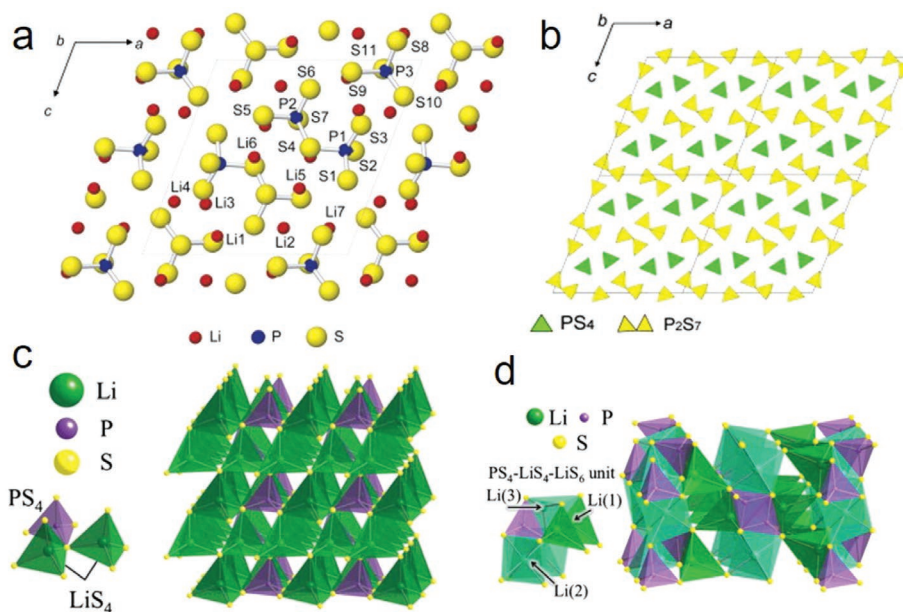 a
b
a
c
S11
S8
S6
P3
S9
P2
S10
S5
S7
P1
S3
S4
Li6
S2
Li5
S1
Li4
Li3
Li7
Li1
Li2
Li
P
S
b
b
a
c
PS4
P2S7
c
Li
P
S
PS4
LiS4
d
Li
P
S
PS4-LiS4-LiS6 unit
Li(3)
Li(1)
Li(2)